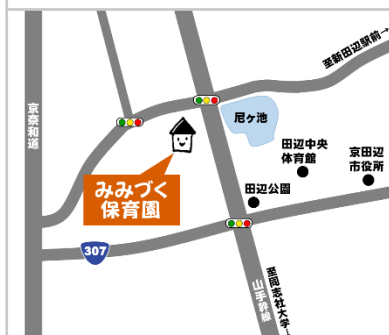 至新田辺駅前→
京奈和道
尼ヶ池
田辺中央
体育館
京田辺
市役所
みみづく
保育園
田辺公園
307
山手幹線
至同志社大学→